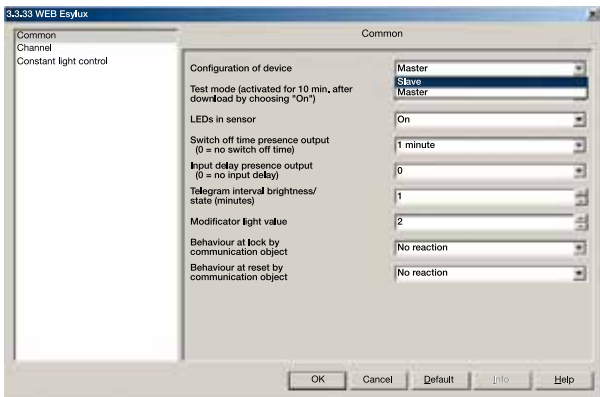 3.3.33 WEB Esylux
Common
Channel
Constant light control
Common
Configuration of device
Master
Slave
Master
Test mode (activated for 10 min. after
download by choosing "On")
LEDs in sensor
On
Switch off time presence output
(0 = no switch off time)
1 minute
Input delay presence output
(0 = no input delay)
0
Telegram interval brightness/
state (minutes)
1
Modificator light value
2
Behaviour at lock by
communication object
No reaction
Behaviour at reset by
communication object
No reaction
OK
Cancel
Default
Info
Help